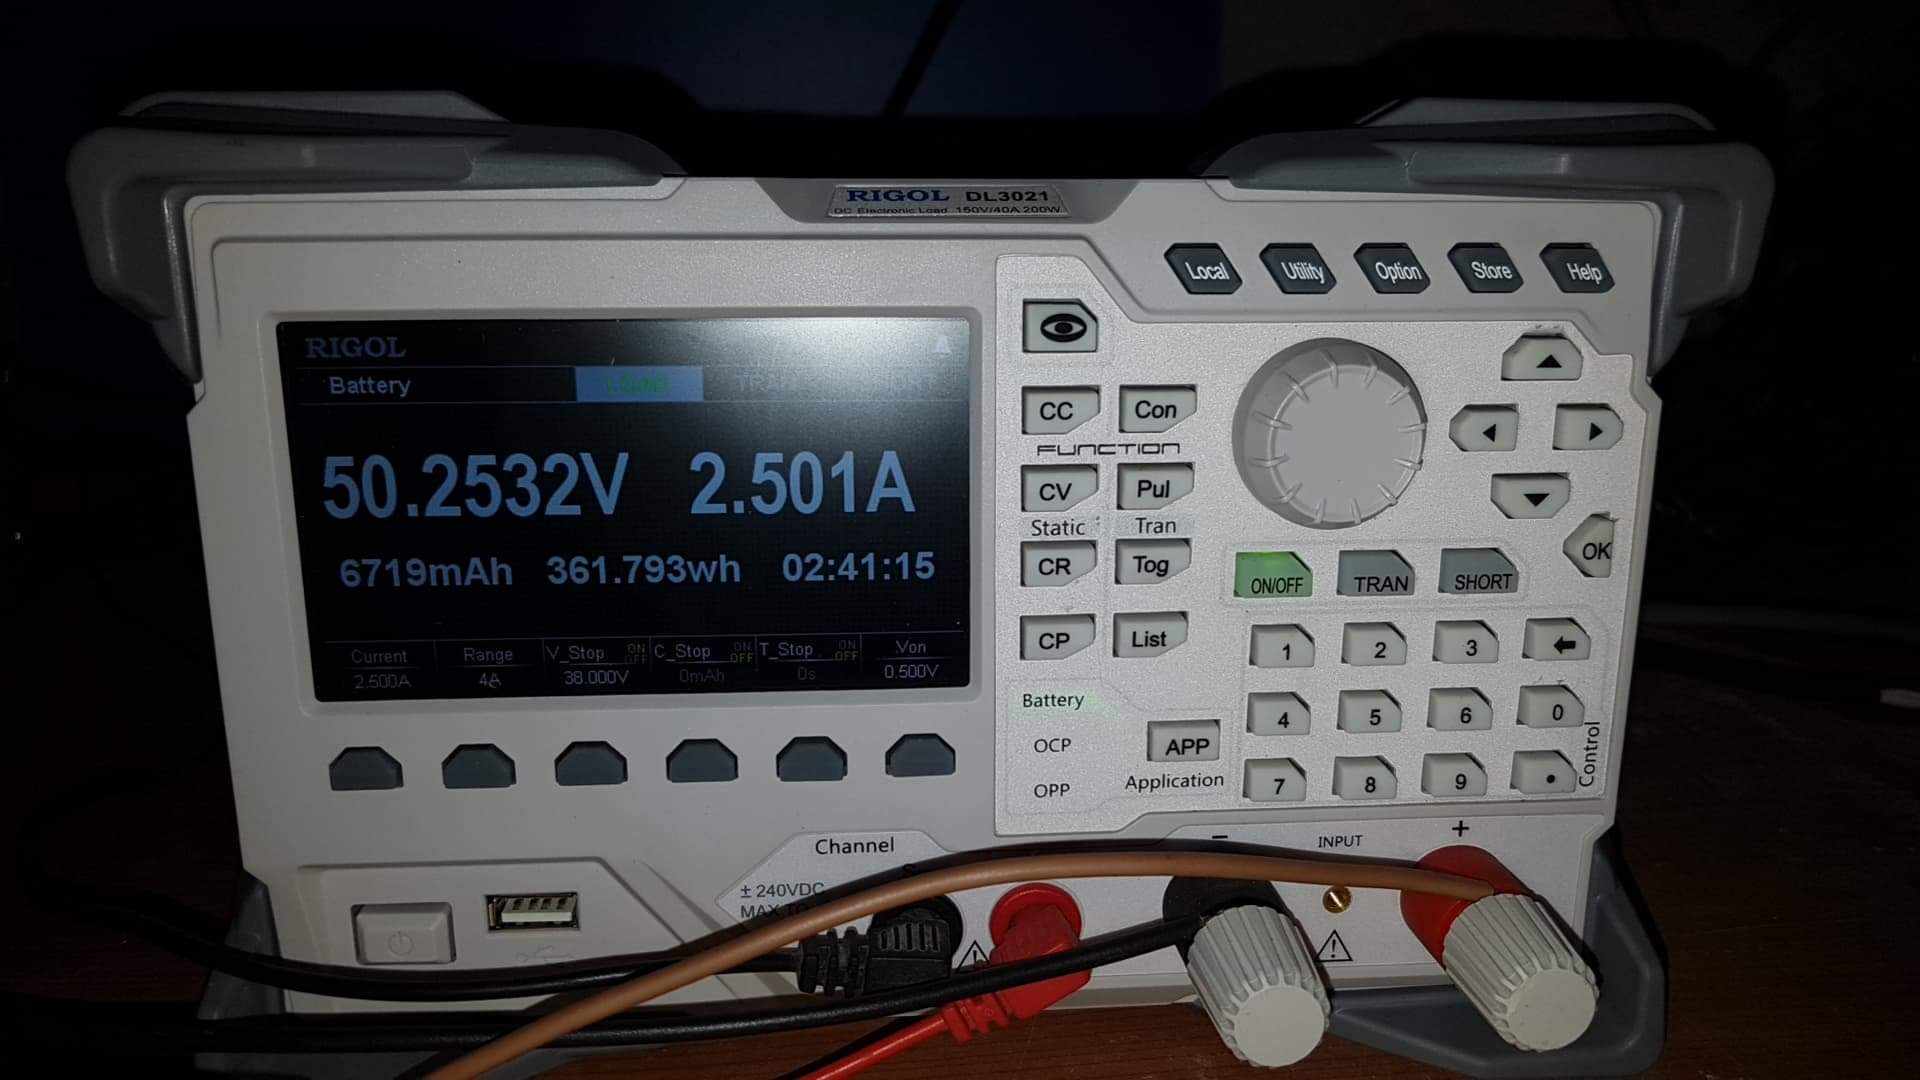 RIGOL DL3021
DC Electronic Load 150V/40A 200W
Local Utility Option Store Help
RIGOL
Battery
50.2532V 2.501A
6719mAh 361.793wh 02:41:15
Current Range V_Stop ON OFF C_Stop ON OFF T_Stop ON OFF Von
2.500A 4A 38.000V 0mAh 0s 0.500V
CC Con
FUNCTION
CV Pul
Static Tran
CR Tog
CP List
OK
ON/OFF TRAN SHORT
1 2 3
4 5 6 0
7 8 9 .
Control
Battery
OCP
OPP
APP
Application
Channel
± 240VDC
MAX
- INPUT +